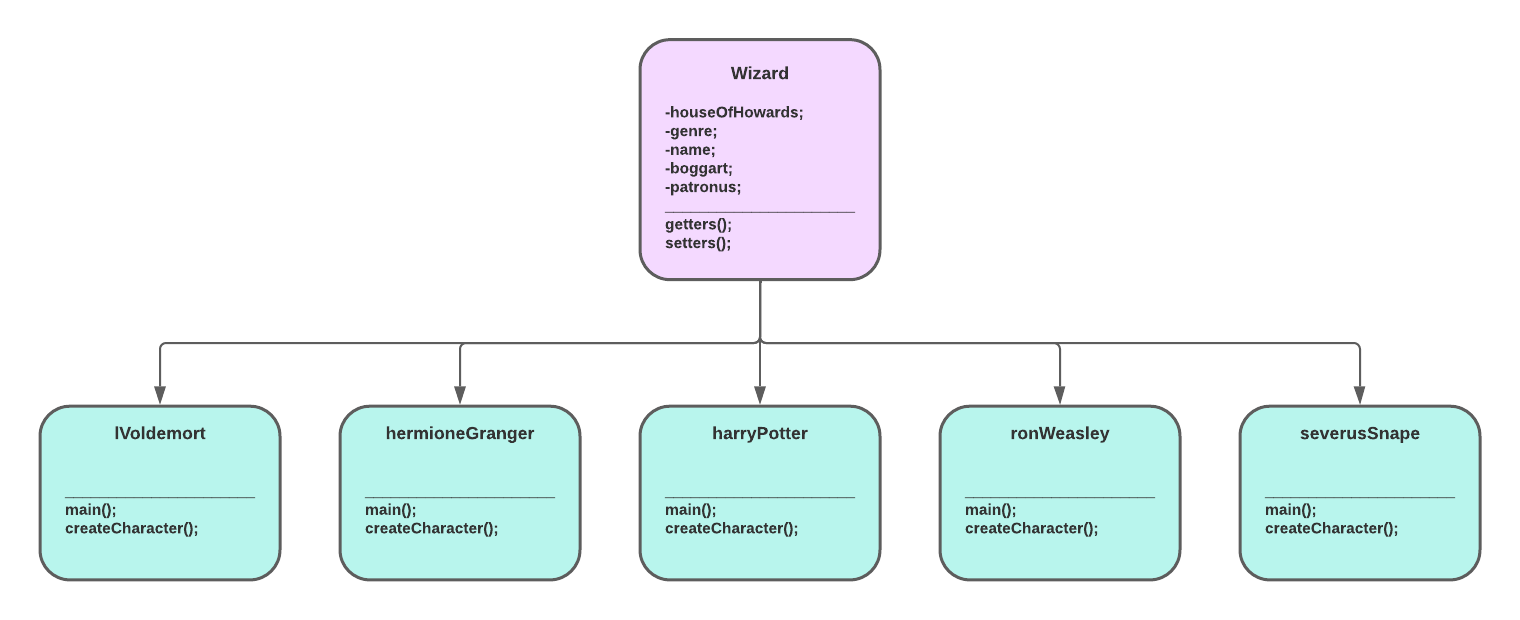 Wizard
-houseOfHowards;
-genre;
-name;
-boggart;
-patronus;
getters();
setters();
lVoldemort
main();
createCharacter();
hermioneGranger
main();
createCharacter();
harryPotter
main();
createCharacter();
ronWeasley
main();
createCharacter();
severusSnape
main();
createCharacter();